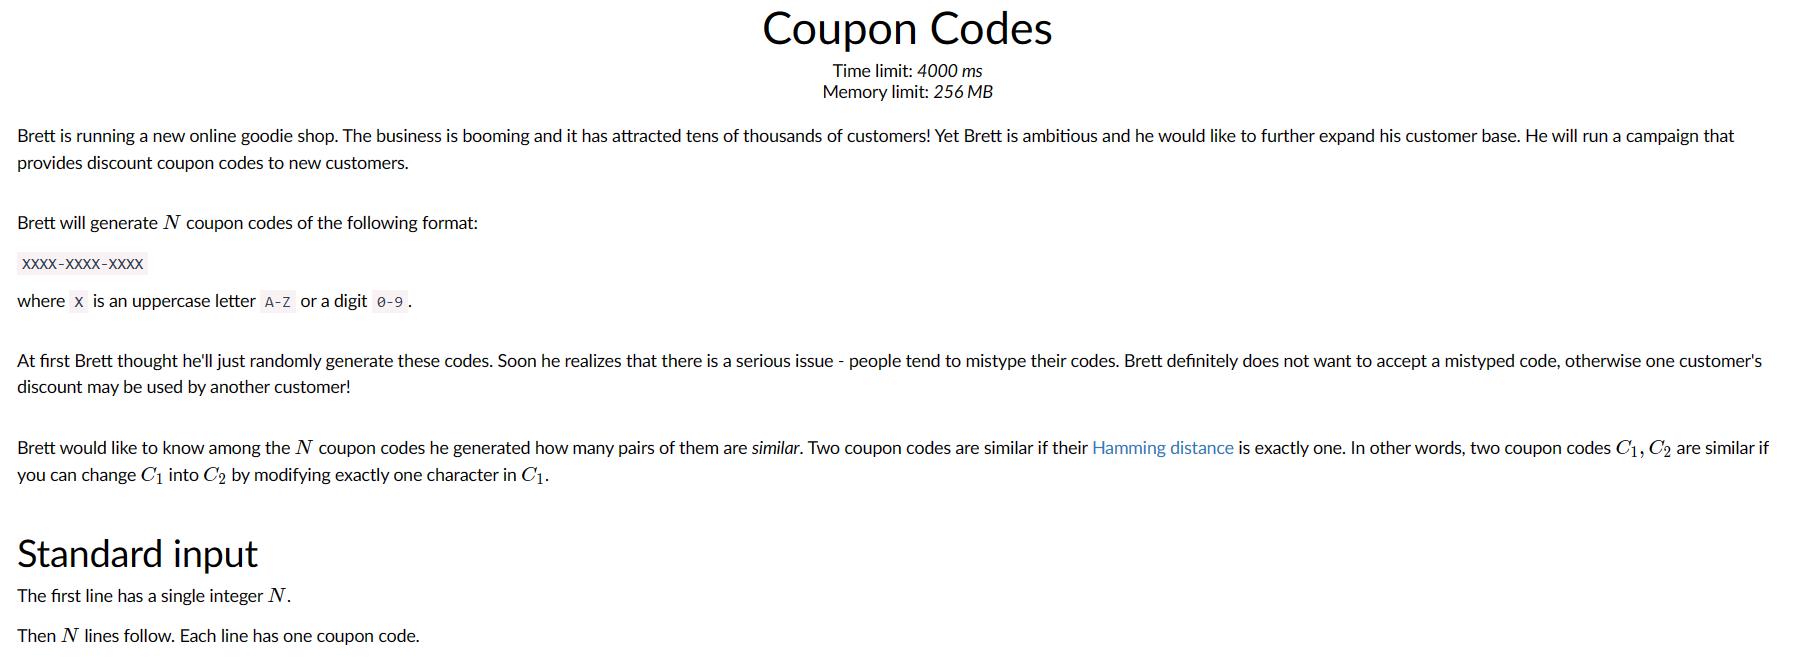 Coupon Codes
Time limit: 4000 ms
Memory limit: 256 MB
Brett is running a new online goodie shop. The business is booming and it has attracted tens of thousands of customers! Yet Brett is ambitious and he would like to further expand his customer base. He will run a campaign that
provides discount coupon codes to new customers.
Brett will generate N coupon codes of the following format:
XXXX-XXXX-XXXX
where X is an uppercase letter A-Z or a digit 0-9.
At first Brett thought he'll just randomly generate these codes. Soon he realizes that there is a serious issue - people tend to mistype their codes. Brett definitely does not want to accept a mistyped code, otherwise one customer's
discount may be used by another customer!
Brett would like to know among the N coupon codes he generated how many pairs of them are similar. Two coupon codes are similar if their Hamming distance is exactly one. In other words, two coupon codes C₁, C₂ are similar if
you can change C₁ into C₂ by modifying exactly one character in C₁.
Standard input
The first line has a single integer N.
Then N lines follow. Each line has one coupon code.